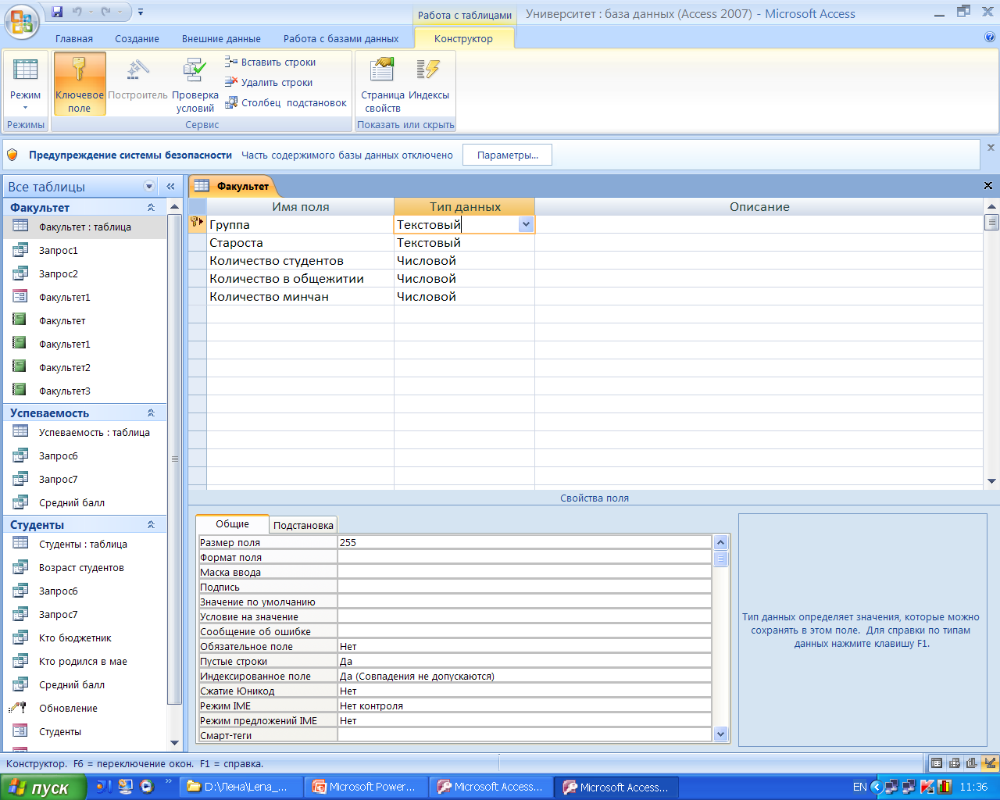 Работа с таблицами
Университет : база данных (Access 2007) - Microsoft Access
Главная
Создание
Внешние данные
Работа с базами данных
Конструктор
Режим
Ключевое поле
Построитель
Проверка условий
Вставить строки
Удалить строки
Столбец подстановок
Страница свойств
Индексы
Режимы
Сервис
Показать или скрыть
Предупреждение системы безопасности
Часть содержимого базы данных отключено
Параметры...
Все таблицы
Факультет
Факультет : таблица
Запрос1
Запрос2
Факультет1
Факультет
Факультет1
Факультет2
Факультет3
Успеваемость
Успеваемость : таблица
Запрос6
Запрос7
Средний балл
Студенты
Студенты : таблица
Возраст студентов
Запрос6
Запрос7
Кто бюджетник
Кто родился в мае
Средний балл
Обновление
Студенты
Факультет
Имя поля
Тип данных
Описание
Группа
Текстовый
Староста
Текстовый
Количество студентов
Числовой
Количество в общежитии
Числовой
Количество минчан
Числовой
Свойства поля
Общие
Подстановка
Размер поля
255
Формат поля
Маска ввода
Подпись
Значение по умолчанию
Условие на значение
Сообщение об ошибке
Обязательное поле
Нет
Пустые строки
Да
Индексированное поле
Да (Совпадения не допускаются)
Сжатие Юникод
Нет
Режим IME
Нет контроля
Режим предложений IME
Нет
Смарт-теги
Тип данных определяет значения, которые можно
сохранять в этом поле. Для справки по типам
данных нажмите клавишу F1.
Конструктор. F6 = переключение окон. F1 = справка.
пуск
D:\Лена\Lena_...
Microsoft Power...
Microsoft Access...
Microsoft Access...
EN
11:36